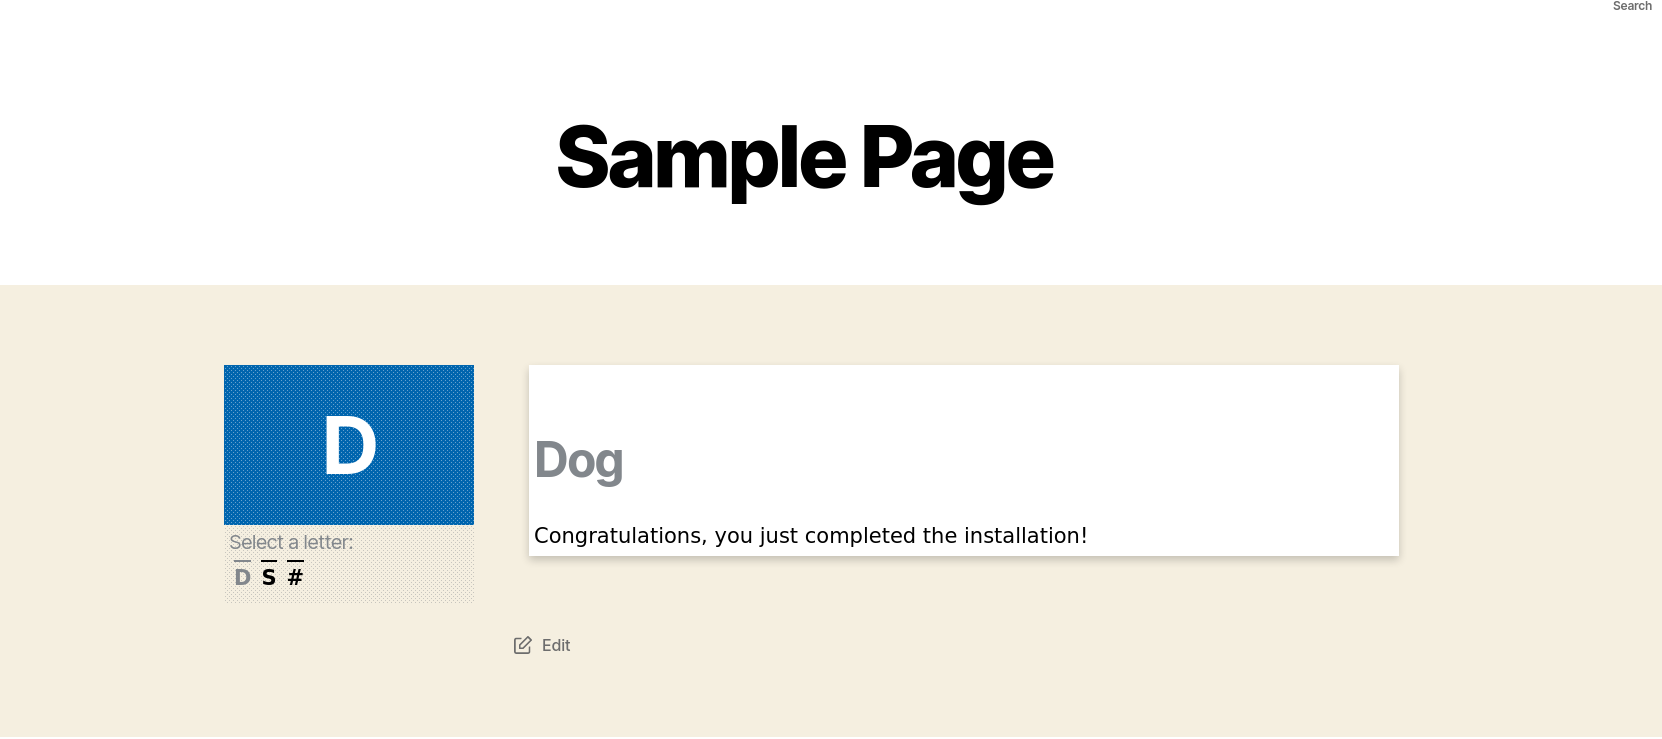 Search
Sample Page
D
Select a letter:
D S #
Dog
Congratulations, you just completed the installation!
Edit